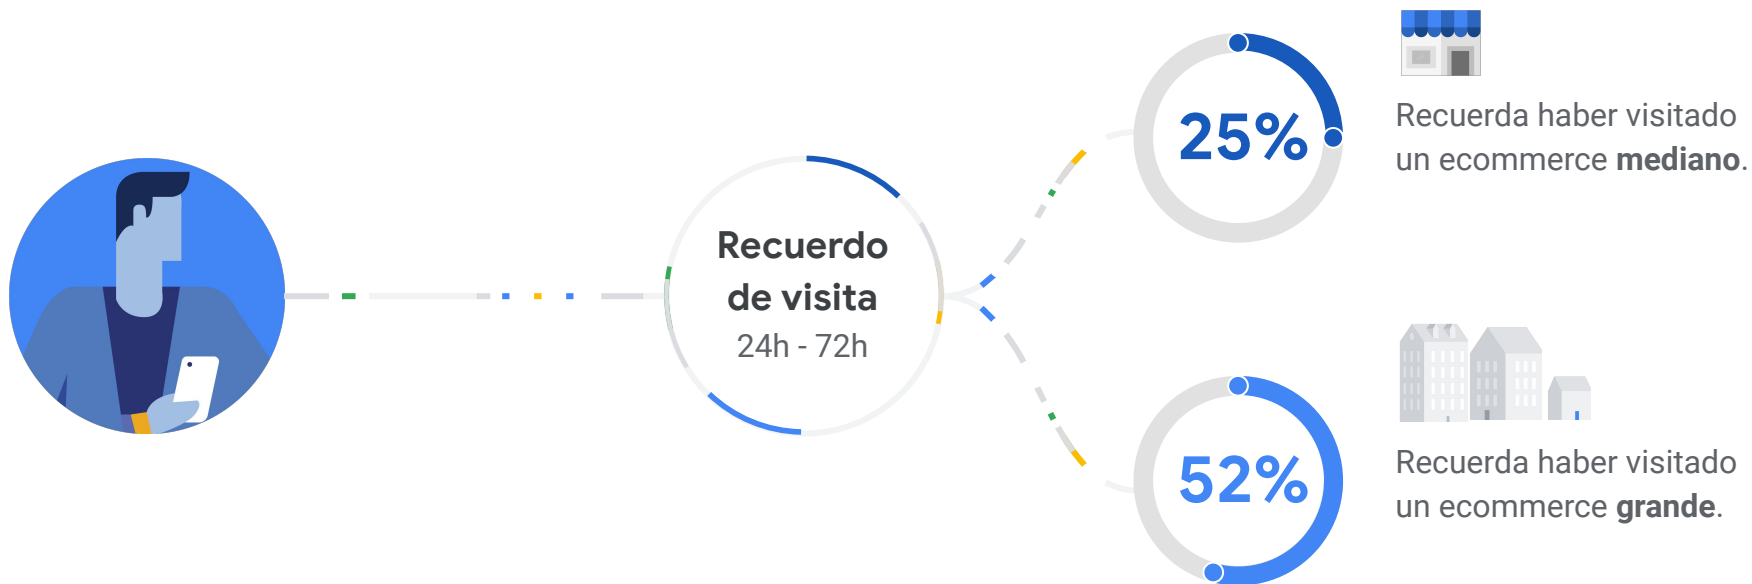 Recuerdo
de visita
24h - 72h
25%
Recuerda haber visitado
un ecommerce mediano.
52%
Recuerda haber visitado
un ecommerce grande.